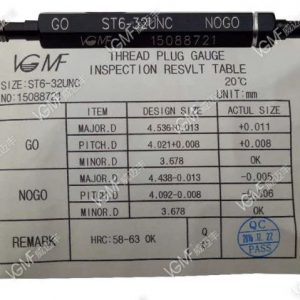 GO ST6-32UNC NOGO
VGMF 15088721
VGMF THREAD PLUG GAUGE
INSPECTION RESVLT TABLE
SIZE:ST6-32UNC 20℃
NO:15088721 UNIT:mm
ITEM DESIGN SIZE ACTUL SIZE
GO
MAJOR.D 4.536±0.013 +0.011
PITCH.D 4.021±0.008 +0.008
MINOR.D 3.678 OK
NOGO
MAJOR.D 4.438-0.013 -0.005
PITCH.D 4.092-0.008 -0.006
MINOR.D 3.678 OK
REMARK HRC:58-63 OK Q
QC
PASS